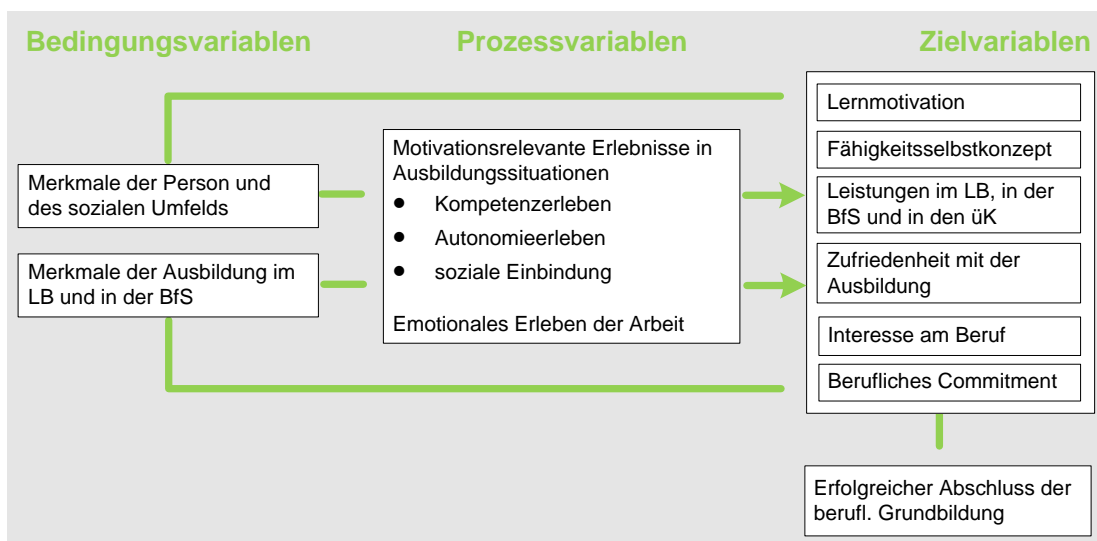 Bedingungsvariablen
Prozessvariablen
Zielvariablen
Merkmale der Person und
des sozialen Umfelds
Merkmale der Ausbildung im
LB und in der BfS
Motivationsrelevante Erlebnisse in
Ausbildungssituationen
● Kompetenzerleben
● Autonomieerleben
● soziale Einbindung
Emotionales Erleben der Arbeit
Lernmotivation
Fähigkeitsselbstkonzept
Leistungen im LB, in der
BfS und in den üK
Zufriedenheit mit der
Ausbildung
Interesse am Beruf
Berufliches Commitment
Erfolgreicher Abschluss der
berufl. Grundbildung